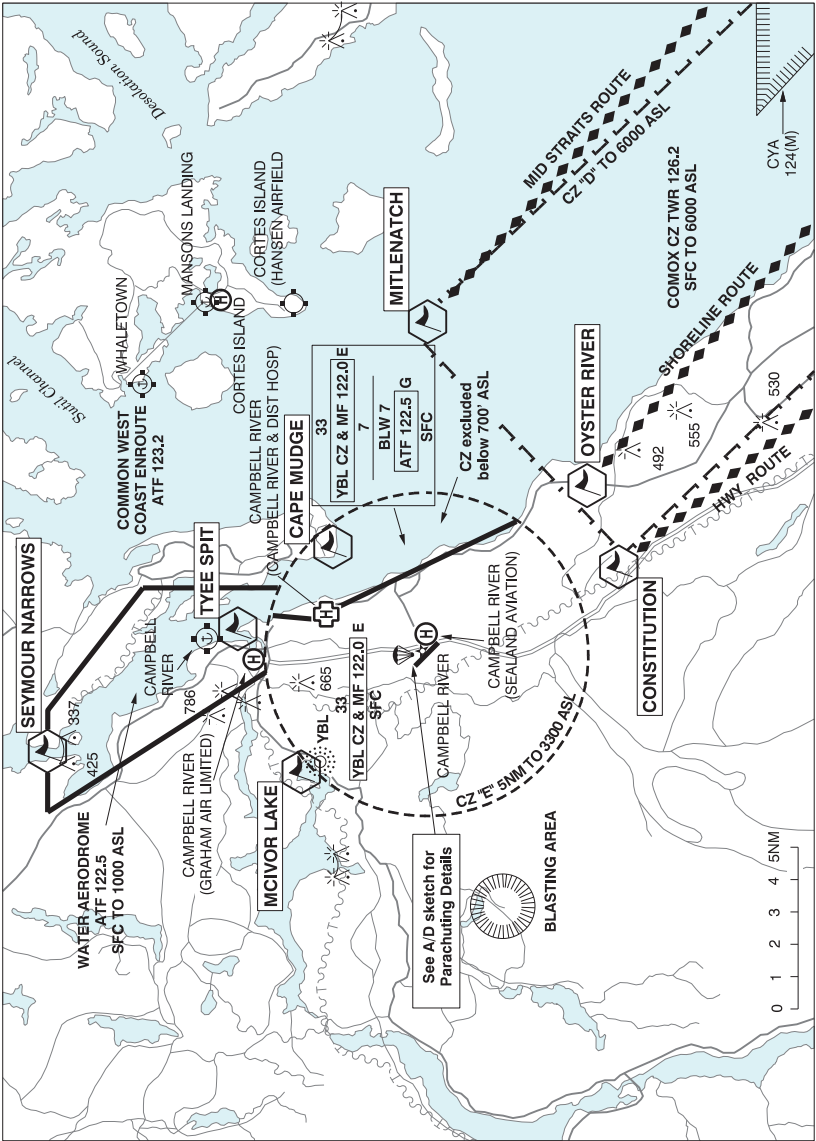 SEYMOUR NARROWS
337
425
WATER AERODROME
ATF 122.5
SFC TO 1000 ASL
CAMPBELL
RIVER
786
CAMPBELL RIVER
(GRAHAM AIR LIMITED)
TYEE SPIT
MCIVOR LAKE
665
YBL
33
YBL CZ & MF 122.0 E
SFC
Sutil Channel
Desolation Sound
COMMON WEST
COAST ENROUTE
ATF 123.2
WHALETOWN
MANSONS LANDING
CORTES ISLAND
CORTES ISLAND
(HANSEN AIRFIELD)
CAMPBELL RIVER
(CAMPBELL RIVER & DIST HOSP)
CAPE MUDGE
33
YBL CZ & MF 122.0 E
7
BLW 7
ATF 122.5 G
SFC
CZ excluded
below 700' ASL
MITLENATCH
MID STRAITS ROUTE
CZ "D" TO 6000 ASL
CYA
124(M)
COMOX CZ TWR 126.2
SFC TO 6000 ASL
SHORELINE ROUTE
OYSTER RIVER
492
555
530
HWY ROUTE
CONSTITUTION
CAMPBELL RIVER
SEALAND AVIATION
CAMPBELL RIVER
CZ "E" 5NM TO 3300 ASL
See A/D sketch for
Parachuting Details
BLASTING AREA
H
H
H
H
0 1 2 3 4 5NM